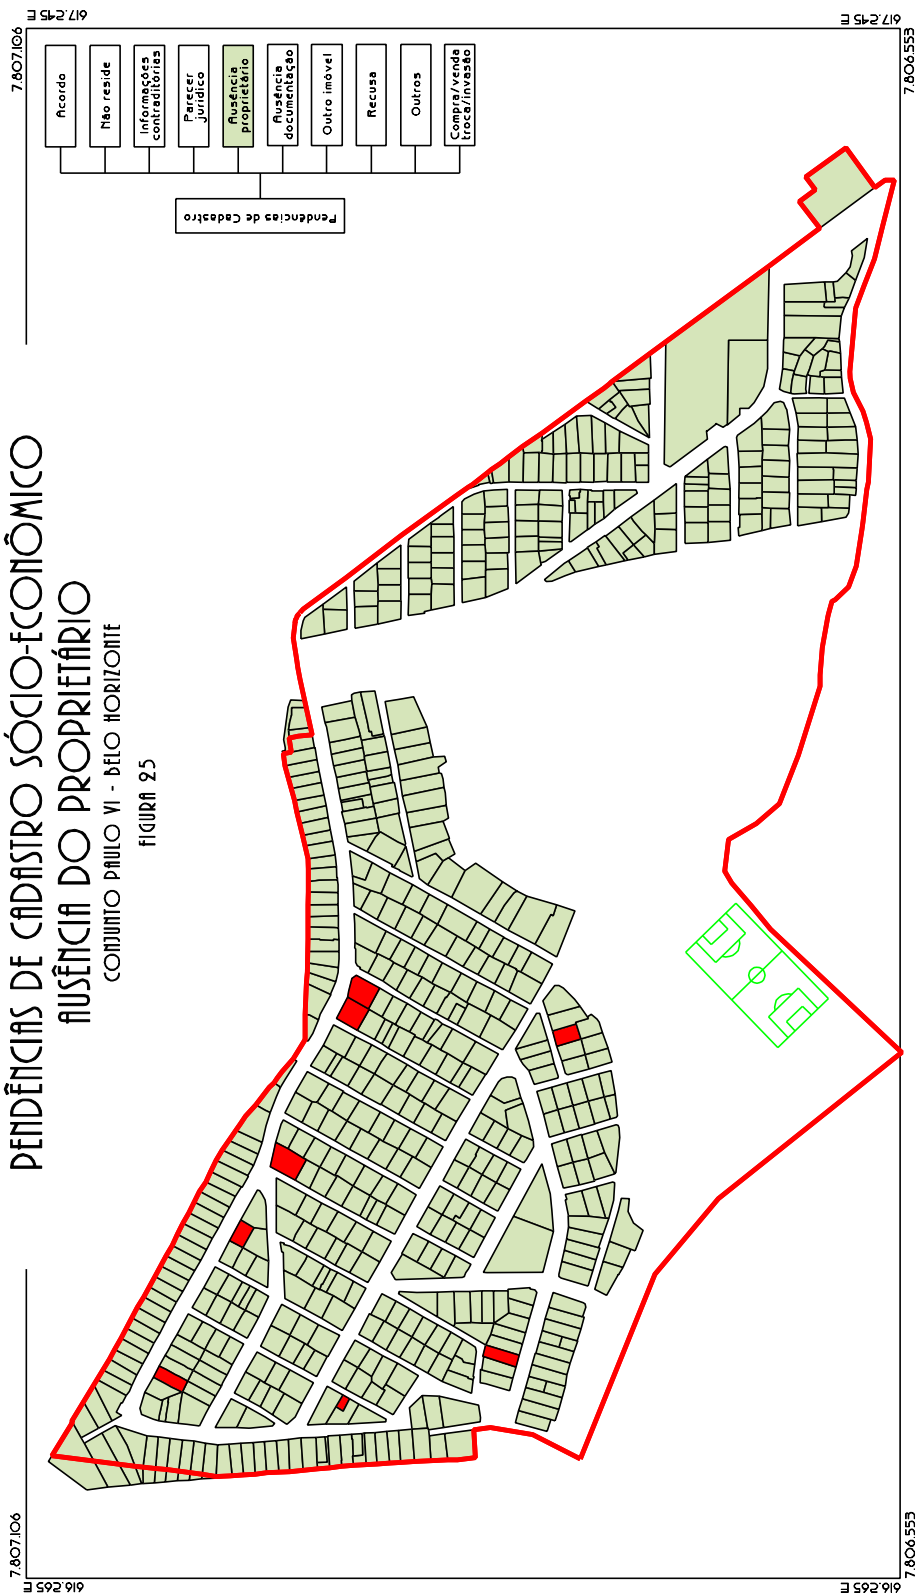 PENDÊNCIAS DE CADASTRO SÓCIO-ECONÔMICO
AUSÊNCIA DO PROPRIETÁRIO
CONJUNTO PAULO VI - BELO HORIZONTE
FIGURA 25
Pendências de Cadastro
Acordo
Não reside
Informações
contraditórias
Parecer
jurídico
Ausência
proprietário
Ausência
documentação
Outro imóvel
Recusa
Outros
Compra/venda
troca/invasão
7.807.106
617.245 E
617.245 E
7.806.553
7.807.106
616.265 E
616.265 E
7.806.553